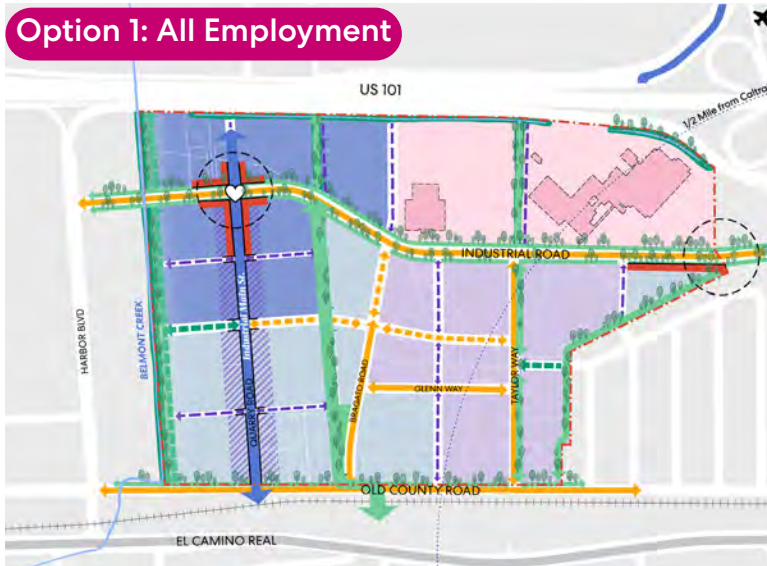 Option 1: All Employment
US 101
1/2 Mile from Caltra
INDUSTRIAL ROAD
HARBOR BLVD
BELMONT CREEK
Industrial Main St.
QUARRY ROAD
BRAGATO ROAD
GLENN WAY
TAYLOR WAY
OLD COUNTY ROAD
EL CAMINO REAL